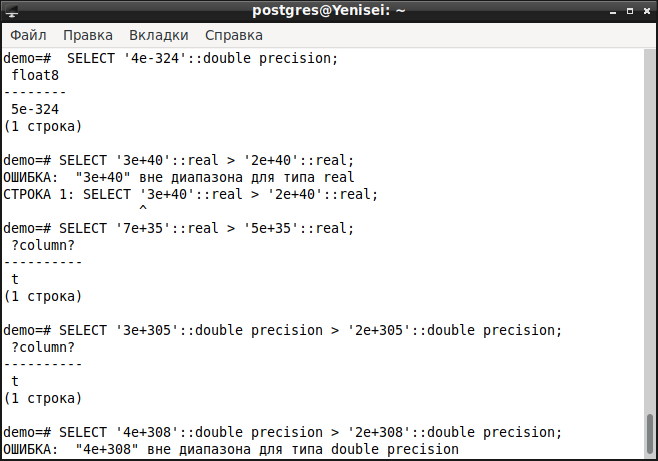 postgres@Yenisei: ~
Файл Правка Вкладки Справка
demo=#  SELECT '4e-324'::double precision;
 float8
--------
 5e-324
(1 строка)
demo=# SELECT '3e+40'::real > '2e+40'::real;
ОШИБКА:  "3e+40" вне диапазона для типа real
СТРОКА 1: SELECT '3e+40'::real > '2e+40'::real;
                 ^
demo=# SELECT '7e+35'::real > '5e+35'::real;
 ?column?
----------
 t
(1 строка)
demo=# SELECT '3e+305'::double precision > '2e+305'::double precision;
 ?column?
----------
 t
(1 строка)
demo=# SELECT '4e+308'::double precision > '2e+308'::double precision;
ОШИБКА:  "4e+308" вне диапазона для типа double precision